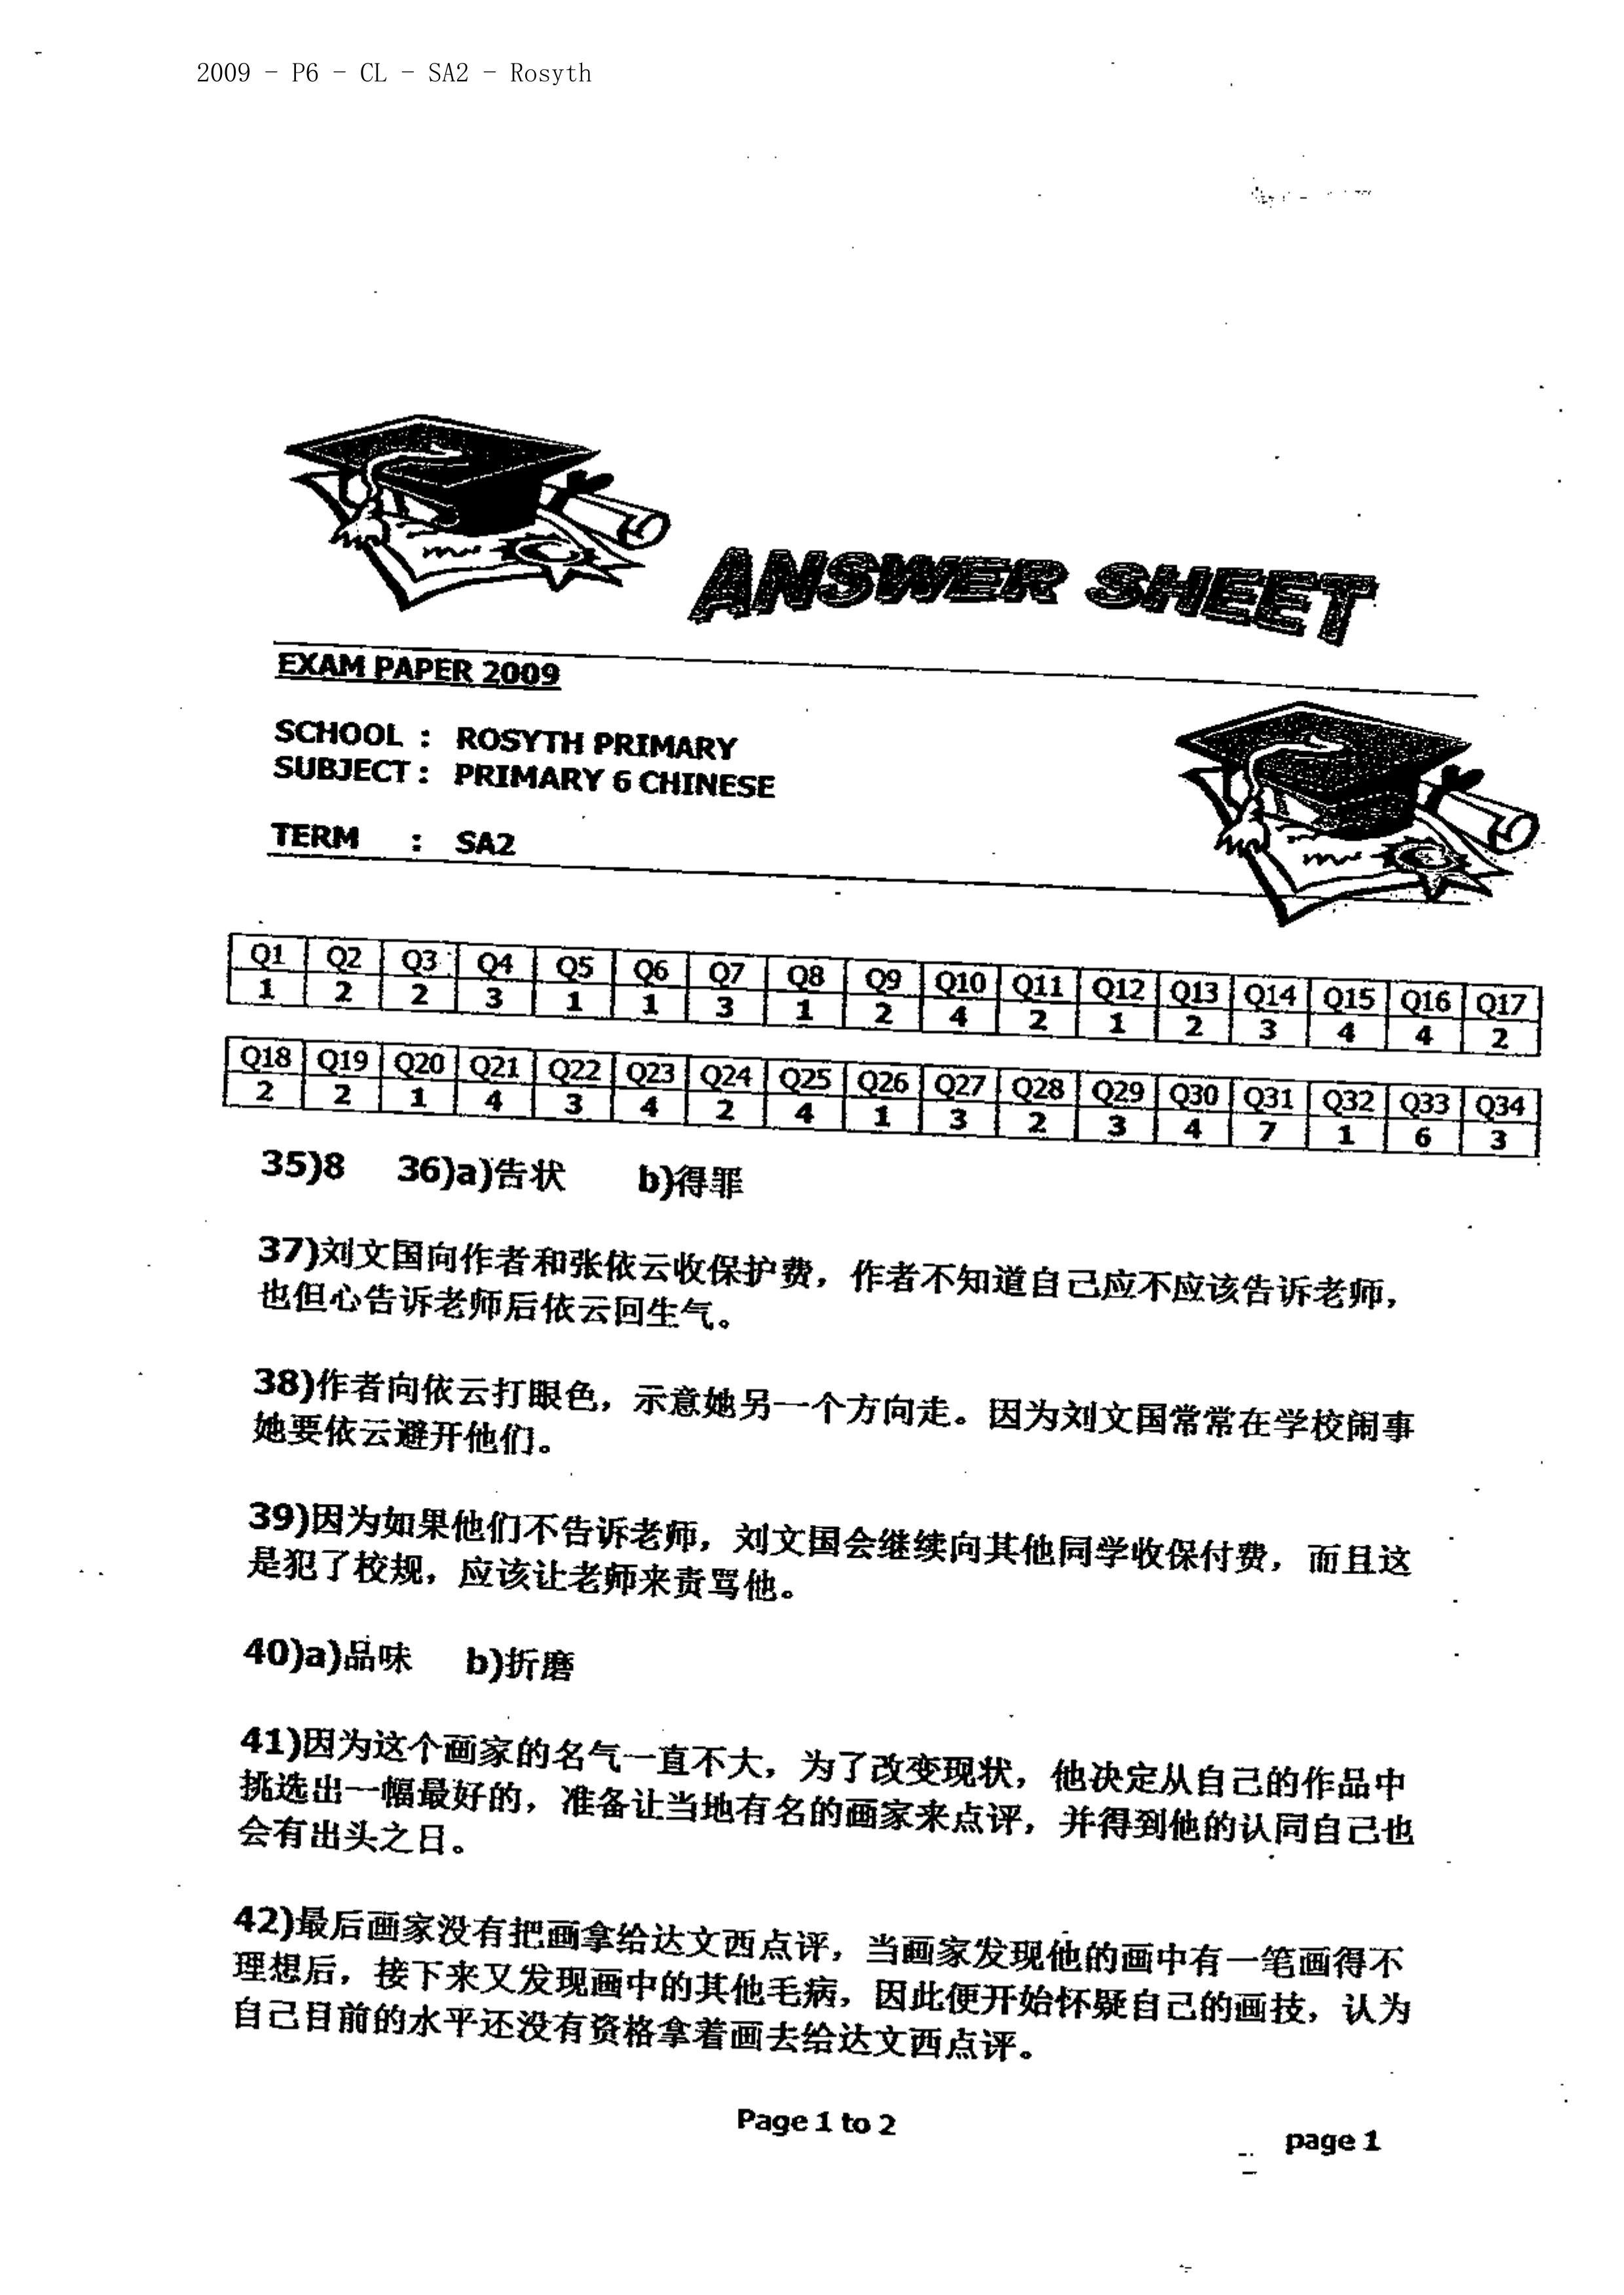 2009 - P6 - CL - SA2 - Rosyth
ANSWER SHEET
EXAM PAPER 2009
SCHOOL : ROSYTH PRIMARY
SUBJECT : PRIMARY 6 CHINESE
TERM : SA2
Q1 Q2 Q3 Q4 Q5 Q6 Q7 Q8 Q9 Q10 Q11 Q12 Q13 Q14 Q15 Q16 Q17
1 2 2 3 1 1 3 1 2 4 2 1 2 3 4 4 2
Q18 Q19 Q20 Q21 Q22 Q23 Q24 Q25 Q26 Q27 Q28 Q29 Q30 Q31 Q32 Q33 Q34
2 2 1 4 3 4 2 4 1 3 2 3 4 7 1 6 3
35)8 36)a)告状 b)得罪
37)刘文国向作者和张依云收保护费，作者不知道自己应不应该告诉老师，
也但心告诉老师后依云回生气。
38)作者向依云打眼色，示意她另一个方向走。因为刘文国常常在学校闹事
她要依云避开他们。
39)因为如果他们不告诉老师，刘文国会继续向其他同学收保付费，而且这
是犯了校规，应该让老师来责骂他。
40)a)品味 b)折磨
41)因为这个画家的名气一直不大，为了改变现状，他决定从自己的作品中
挑选出一幅最好的，准备让当地有名的画家来点评，并得到他的认同自己也
会有出头之日。
42)最后画家没有把画拿给达文西点评，当画家发现他的画中有一笔画得不
理想后，接下来又发现画中的其他毛病，因此便开始怀疑自己的画技，认为
自己目前的水平还没有资格拿着画去给达文西点评。
Page 1 to 2
page 1